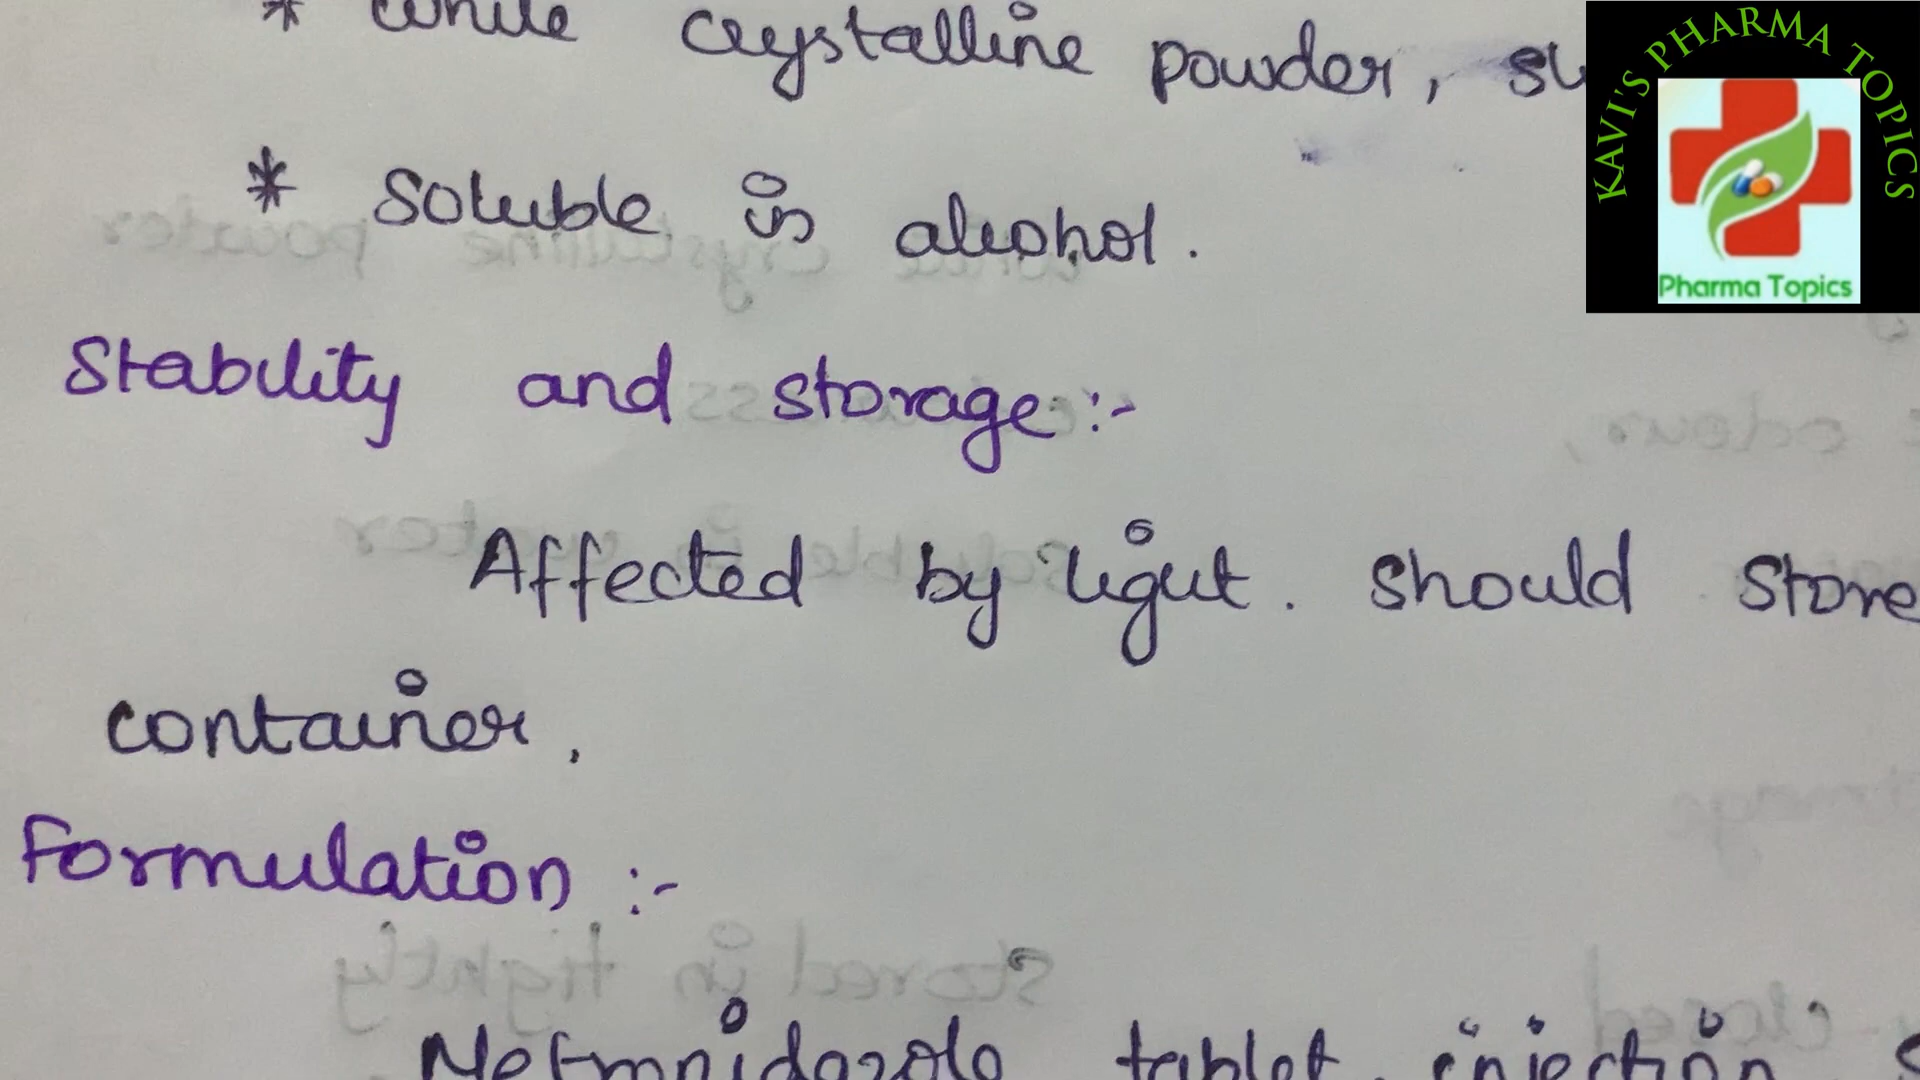 * white crystalline powder,
* Soluble in alcohol.
Stability and storage:-
Affected by light. Should store
container.
Formulation :-
Metronidazole tablet, injection
KAVI'S PHARMA TOPICS
Pharma Topics